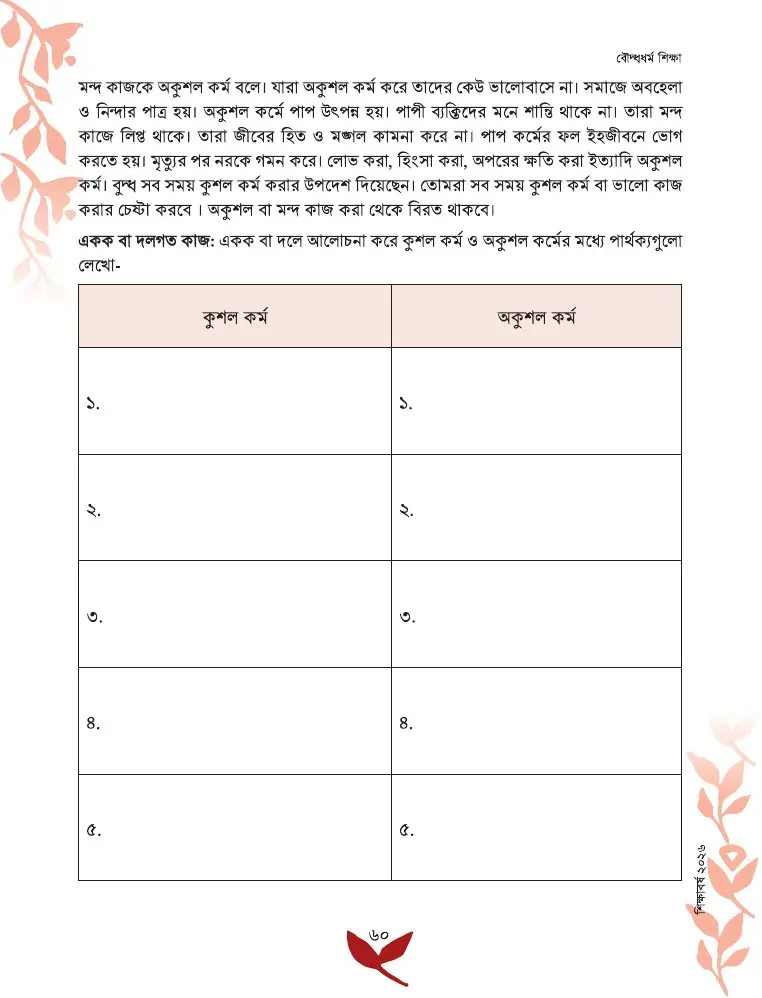 বৌদ্ধধর্ম শিক্ষা
মন্দ কাজকে অকুশল কর্ম বলে। যারা অকুশল কর্ম করে তাদের কেউ ভালোবাসে না। সমাজে অবহেলা
ও নিন্দার পাত্র হয়। অকুশল কর্মে পাপ উৎপন্ন হয়। পাপী ব্যক্তিদের মনে শান্তি থাকে না। তারা মন্দ
কাজে লিপ্ত থাকে। তারা জীবের হিত ও মঙ্গল কামনা করে না। পাপ কর্মের ফল ইহজীবনে ভোগ
করতে হয়। মৃত্যুর পর নরকে গমন করে। লোভ করা, হিংসা করা, অপরের ক্ষতি করা ইত্যাদি অকুশল
কর্ম। বুদ্ধ সব সময় কুশল কর্ম করার উপদেশ দিয়েছেন। তোমরা সব সময় কুশল কর্ম বা ভালো কাজ
করার চেষ্টা করবে । অকুশল বা মন্দ কাজ করা থেকে বিরত থাকবে।
একক বা দলগত কাজ: একক বা দলে আলোচনা করে কুশল কর্ম ও অকুশল কর্মের মধ্যে পার্থক্যগুলো
লেখো-
কুশল কর্ম অকুশল কর্ম
১. ১.
২. ২.
৩. ৩.
৪. ৪.
৫. ৫.
শিক্ষাবর্ষ ২০২৬
৬০